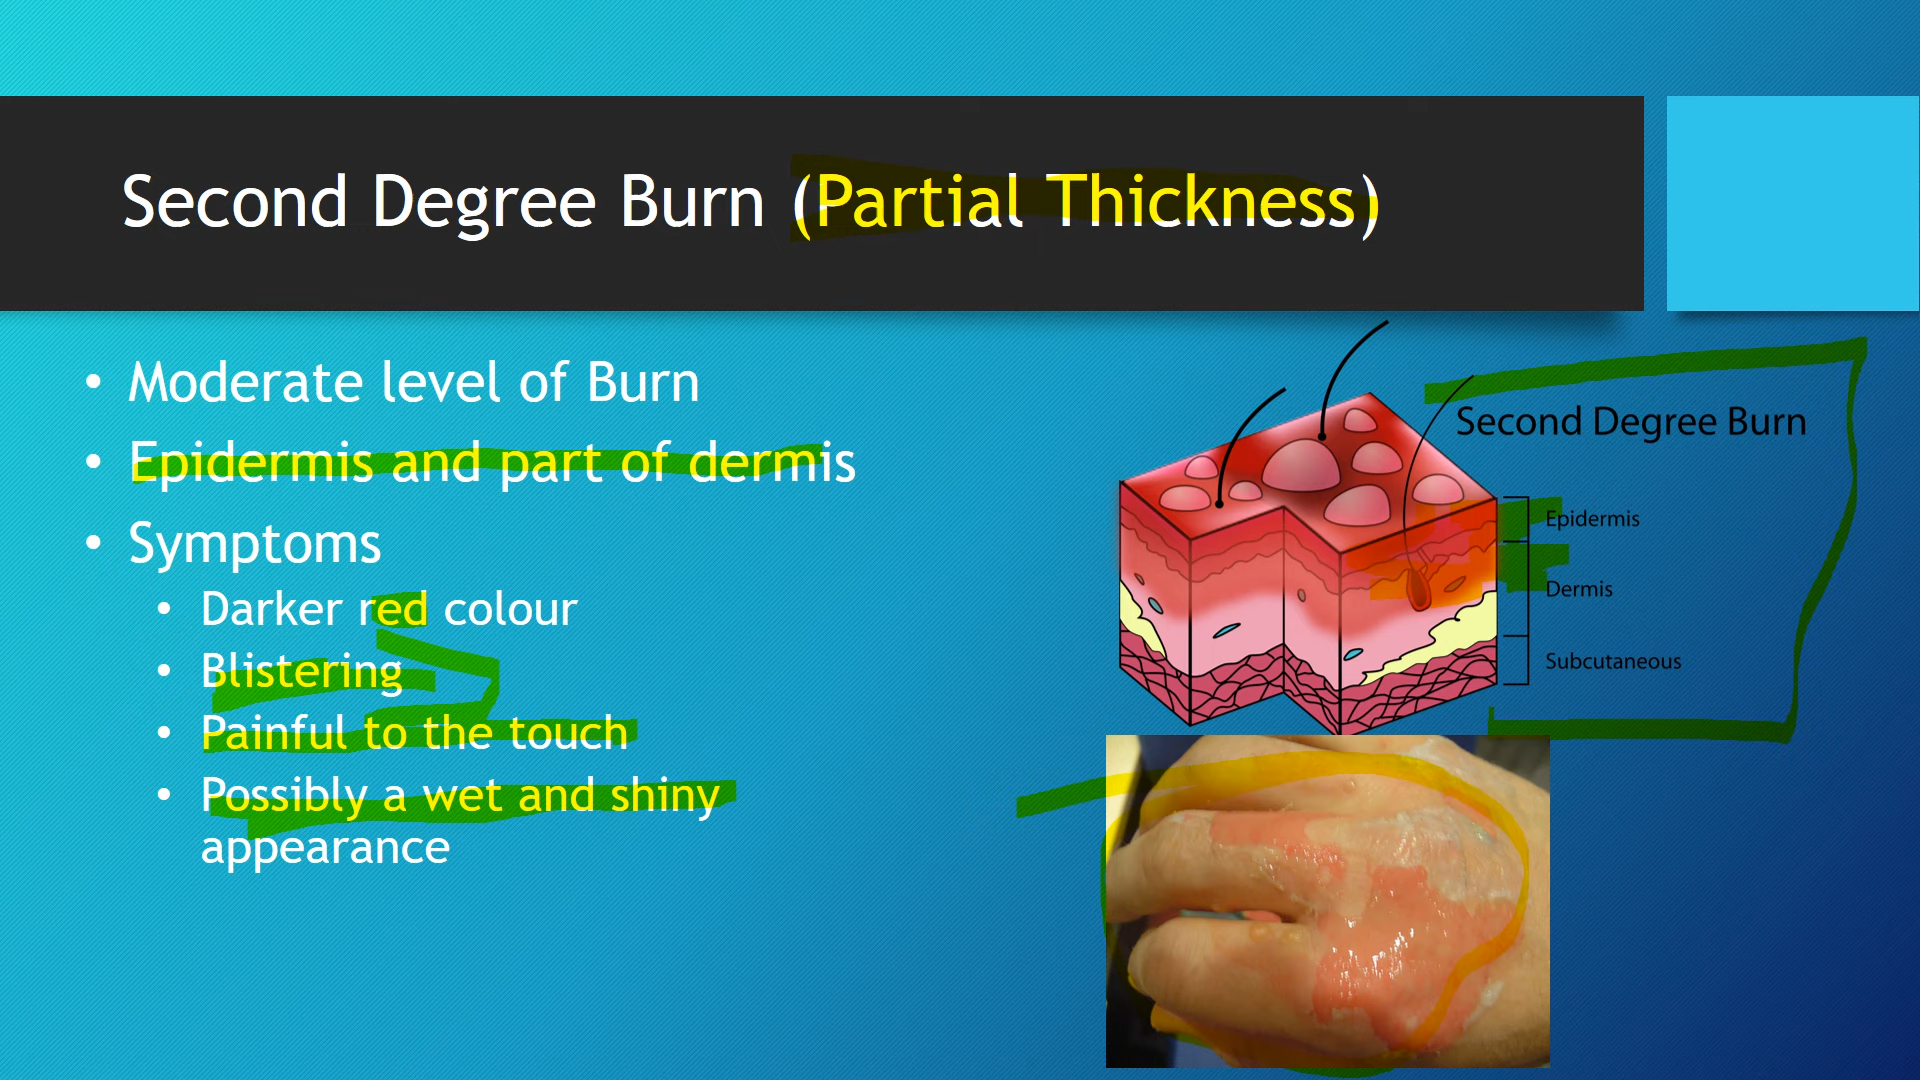 Second Degree Burn (Partial Thickness)
• Moderate level of Burn
• Epidermis and part of dermis
• Symptoms
• Darker red colour
• Blistering
• Painful to the touch
• Possibly a wet and shiny
appearance
Second Degree Burn
Epidermis
Dermis
Subcutaneous